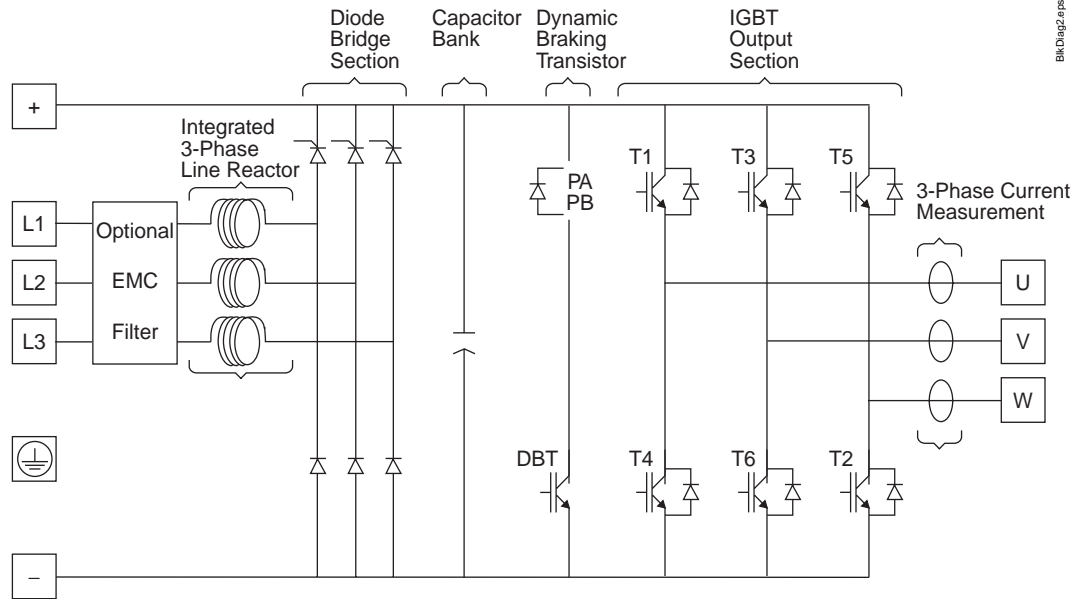 BlkDiag2.eps
Diode
Bridge
Section
Capacitor
Bank
Dynamic
Braking
Transistor
IGBT
Output
Section
+
Integrated
3-Phase
Line Reactor
T1
T3
T5
PA
PB
3-Phase Current
Measurement
L1
Optional
L2
EMC
U
L3
Filter
V
W
DBT
T4
T6
T2
–